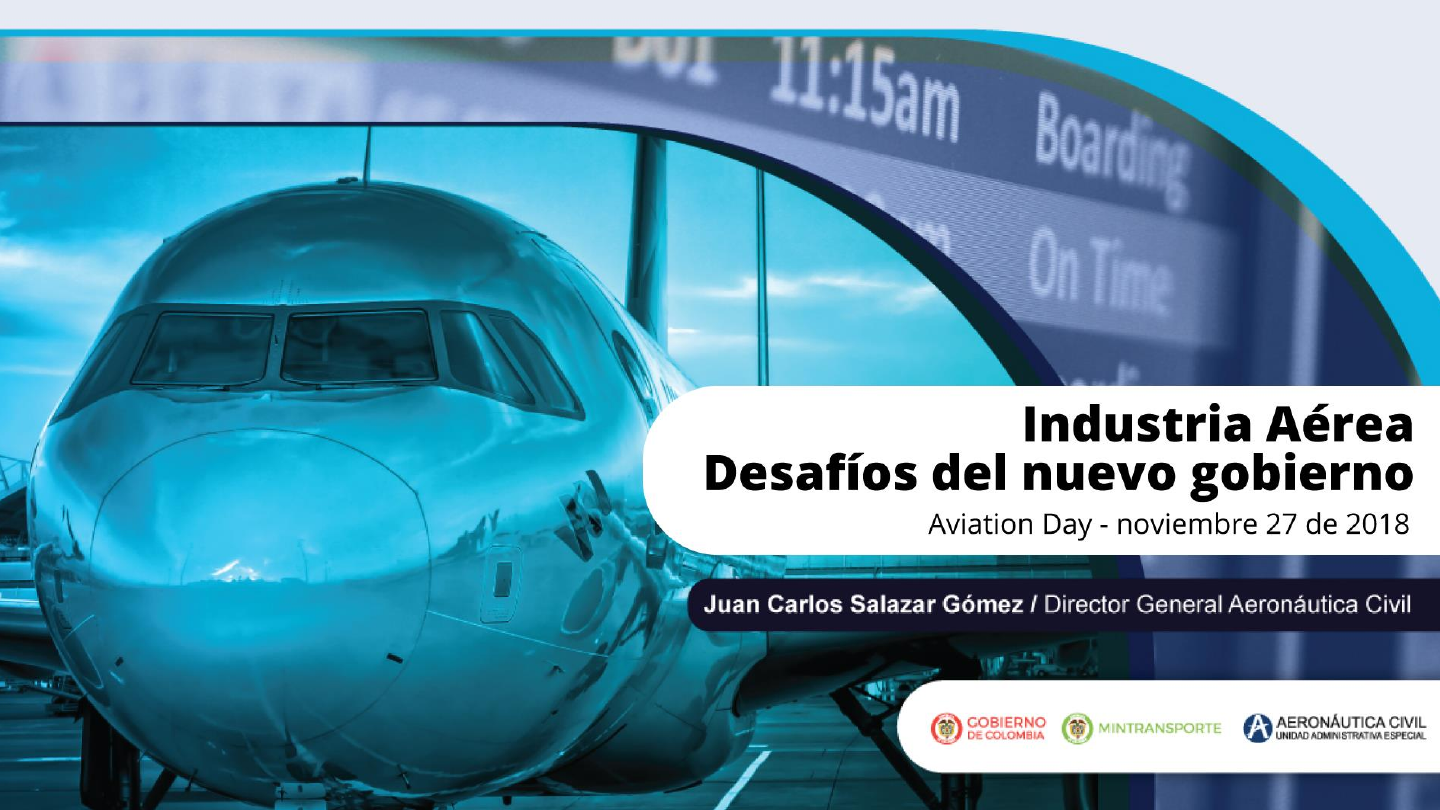 B01 11:15am Boarding
On Time
Industria Aérea
Desafíos del nuevo gobierno
Aviation Day - noviembre 27 de 2018
Juan Carlos Salazar Gómez / Director General Aeronáutica Civil
GOBIERNO
DE COLOMBIA
MINTRANSPORTE
AERONÁUTICA CIVIL
UNIDAD ADMINISTRATIVA ESPECIAL